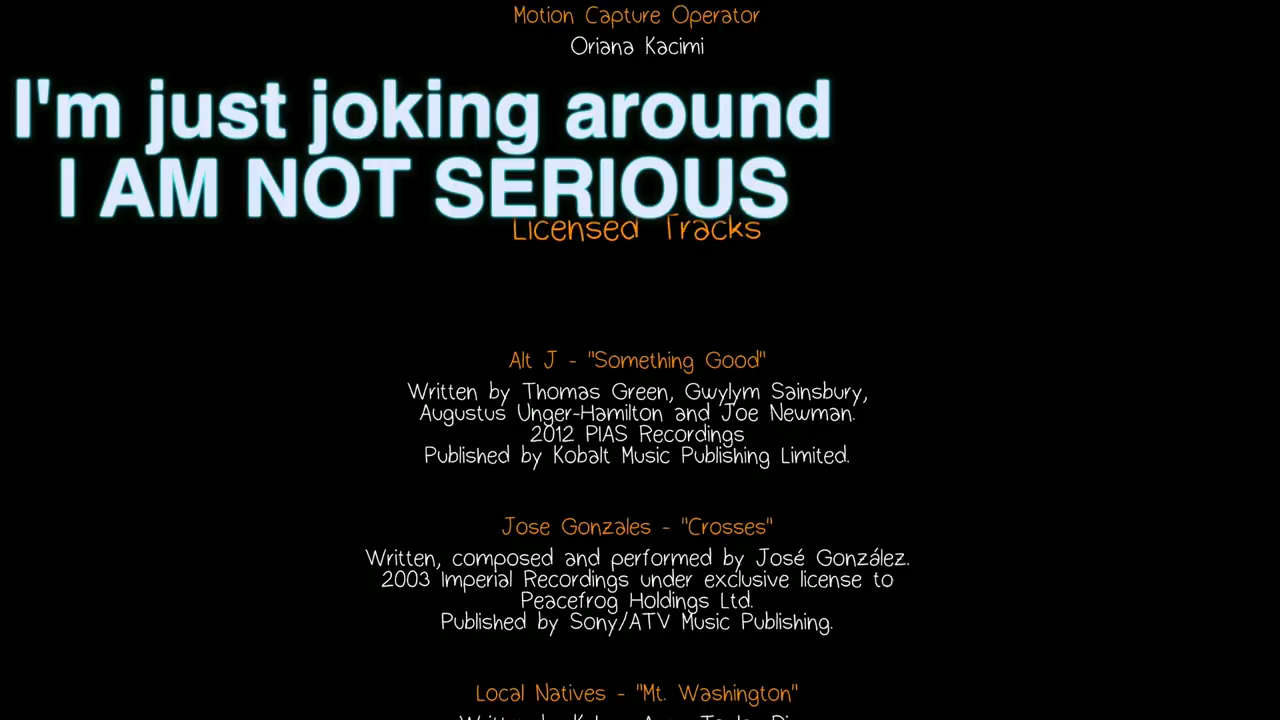 Motion Capture Operator
Oriana Kacimi
I'm just joking around
I AM NOT SERIOUS
Licensed Tracks
Alt J - "Something Good"
Written by Thomas Green, Gwylym Sainsbury,
Augustus Unger-Hamilton and Joe Newman.
2012 PIAS Recordings
Published by Kobalt Music Publishing Limited.
Jose Gonzales - "Crosses"
Written, composed and performed by José González.
2003 Imperial Recordings under exclusive license to
Peacefrog Holdings Ltd.
Published by Sony/ATV Music Publishing.
Local Natives - "Mt. Washington"